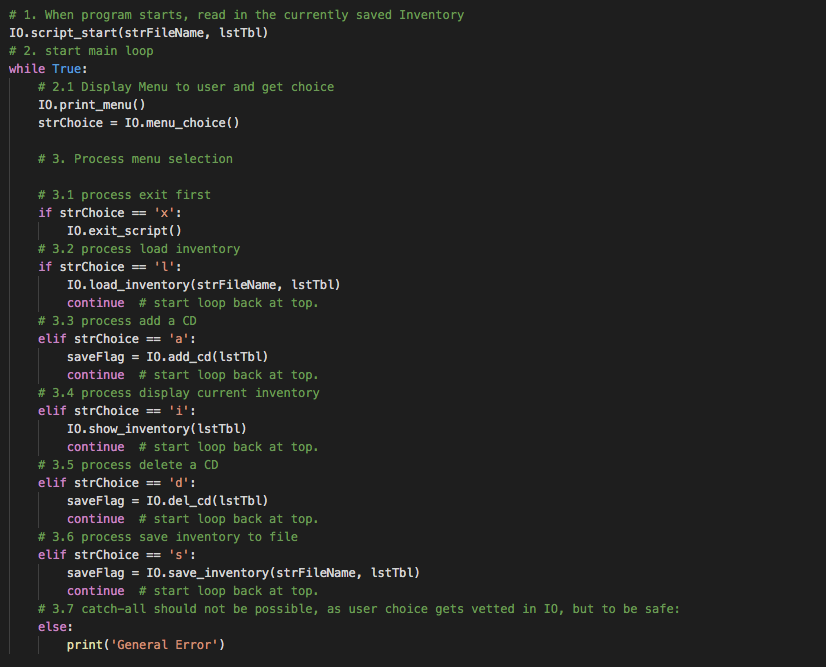 # 1. When program starts, read in the currently saved Inventory
IO.script_start(strFileName, lstTbl)
# 2. start main loop
while True:
    # 2.1 Display Menu to user and get choice
    IO.print_menu()
    strChoice = IO.menu_choice()

    # 3. Process menu selection

    # 3.1 process exit first
    if strChoice == 'x':
        IO.exit_script()
    # 3.2 process load inventory
    if strChoice == 'l':
        IO.load_inventory(strFileName, lstTbl)
        continue  # start loop back at top.
    # 3.3 process add a CD
    elif strChoice == 'a':
        saveFlag = IO.add_cd(lstTbl)
        continue  # start loop back at top.
    # 3.4 process display current inventory
    elif strChoice == 'i':
        IO.show_inventory(lstTbl)
        continue  # start loop back at top.
    # 3.5 process delete a CD
    elif strChoice == 'd':
        saveFlag = IO.del_cd(lstTbl)
        continue  # start loop back at top.
    # 3.6 process save inventory to file
    elif strChoice == 's':
        saveFlag = IO.save_inventory(strFileName, lstTbl)
        continue  # start loop back at top.
    # 3.7 catch-all should not be possible, as user choice gets vetted in IO, but to be safe:
    else:
        print('General Error')